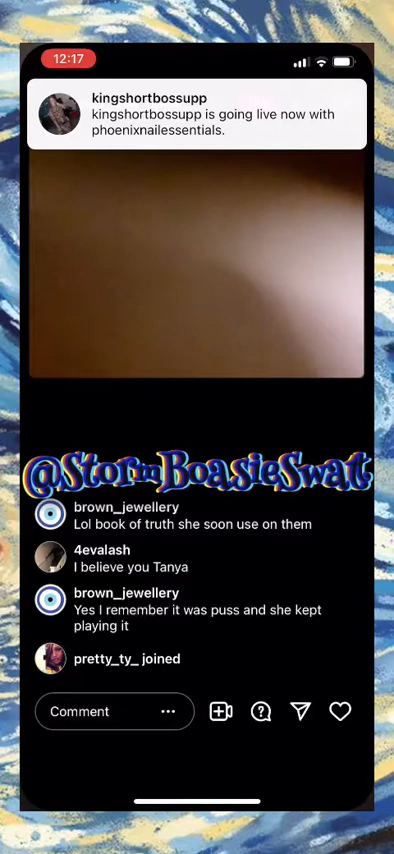 12:17
kingshortbossupp
kingshortbossupp is going live now with
phoenixnailessentials.
@StormBoasieSwatt
brown_jewellery
Lol book of truth she soon use on them
4evalash
I believe you Tanya
brown_jewellery
Yes I remember it was puss and she kept
playing it
pretty_ty_ joined
Comment